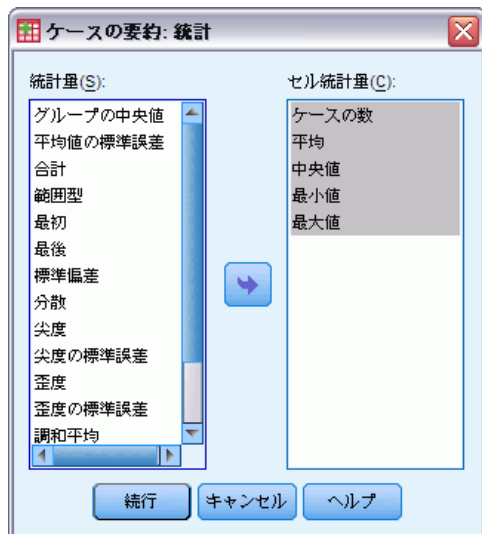 ケースの要約: 統計
統計量(S):
グループの中央値
平均値の標準誤差
合計
範囲型
最初
最後
標準偏差
分散
尖度
尖度の標準誤差
歪度
歪度の標準誤差
調和平均
セル統計量(C):
ケースの数
平均
中央値
最小値
最大値
続行
キャンセル
ヘルプ